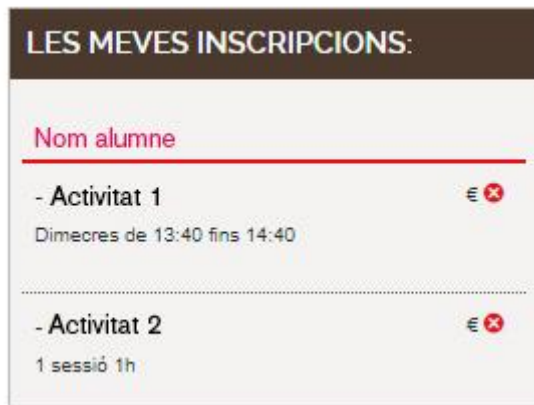 LES MEVES INSCRIPCIONS:
Nom alumne
- Activitat 1 €
Dimecres de 13:40 fins 14:40
- Activitat 2 €
1 sessió 1h